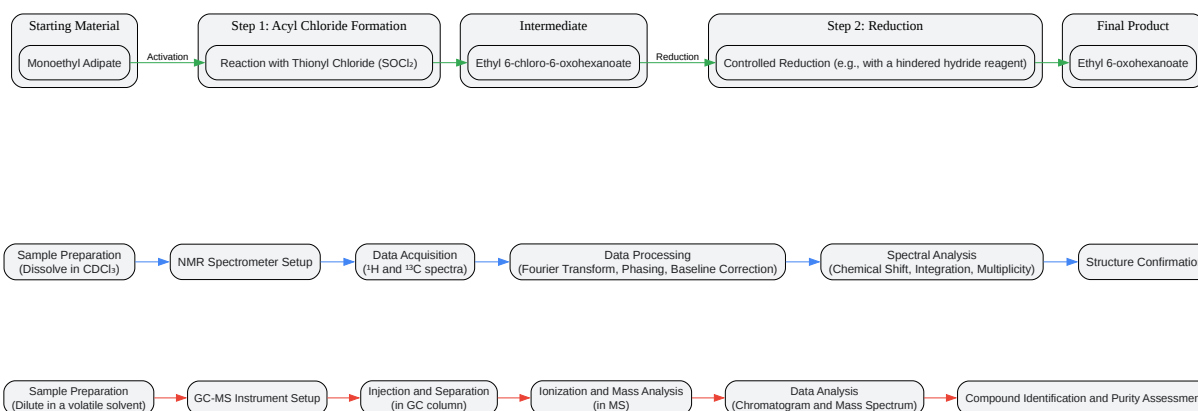 Starting Material
Step 1: Acyl Chloride Formation
Intermediate
Step 2: Reduction
Final Product
Monoethyl Adipate
Activation
Reaction with Thionyl Chloride (SOCl₂)
Ethyl 6-chloro-6-oxohexanoate
Reduction
Controlled Reduction (e.g., with a hindered hydride reagent)
Ethyl 6-oxohexanoate
Sample Preparation
(Dissolve in CDCl₃)
NMR Spectrometer Setup
Data Acquisition
(¹H and ¹³C spectra)
Data Processing
(Fourier Transform, Phasing, Baseline Correction)
Spectral Analysis
(Chemical Shift, Integration, Multiplicity)
Structure Confirmation
Sample Preparation
(Dilute in a volatile solvent)
GC-MS Instrument Setup
Injection and Separation
(in GC column)
Ionization and Mass Analysis
(in MS)
Data Analysis
(Chromatogram and Mass Spectrum)
Compound Identification and Purity Assessment